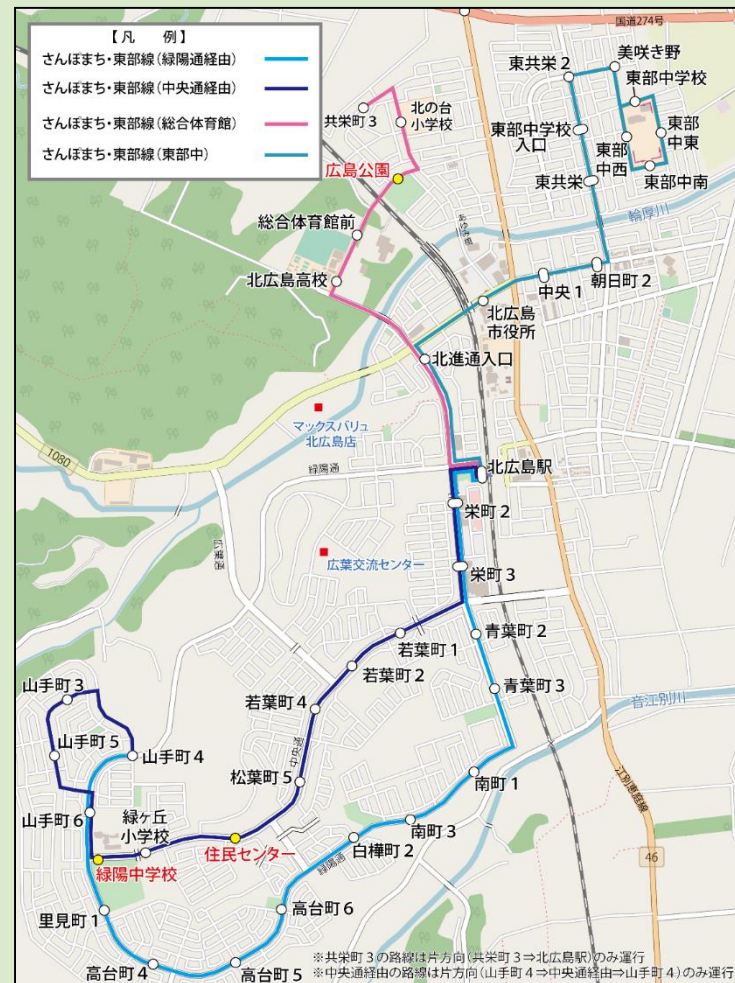 国道274号
【凡　例】
さんぽまち・東部線(緑陽通経由)
さんぽまち・東部線(中央通経由)
さんぽまち・東部線(総合体育館)
さんぽまち・東部線(東部中)
美咲き野
東共栄2
東部中学校
共栄町3
北の台
小学校
東部中学校
入口
東部
中西
東部
中東
東部中南
広島公園
東共栄
輪厚川
総合体育館前
北広島高校
朝日町2
中央1
北広島
市役所
北進通入口
マックスバリュ
北広島店
1080
緑陽通
北広島駅
栄町2
広葉通
広葉交流センター
栄町3
青葉町2
若葉町1
若葉町2
青葉町3
音江別川
若葉町4
山手町3
山手町5
山手町4
中央通
松葉町5
南町1
江別恵庭線
山手町6
緑ヶ丘
小学校
住民センター
南町3
白樺町2
緑陽通
46
緑陽中学校
里見町1
高台町6
高台町4
高台町5
※共栄町3の路線は片方向(共栄町3⇒北広島駅)のみ運行
※中央通経由の路線は片方向(山手町4⇒中央通経由⇒山手町4)のみ運行